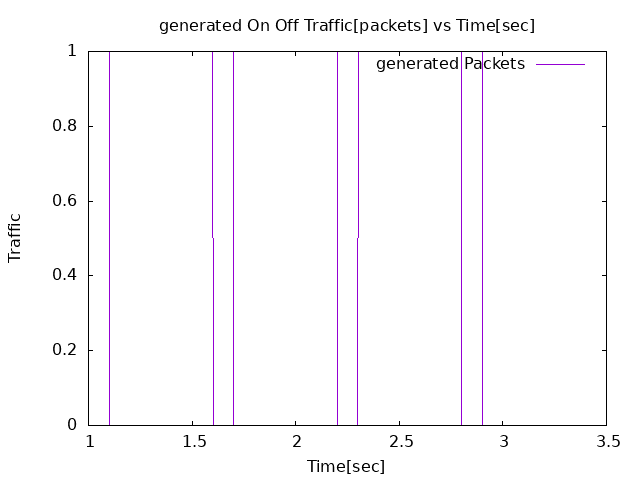 generated On Off Traffic[packets] vs Time[sec]
generated Packets
Traffic
1
0.8
0.6
0.4
0.2
0
1 1.5 2 2.5 3 3.5
Time[sec]